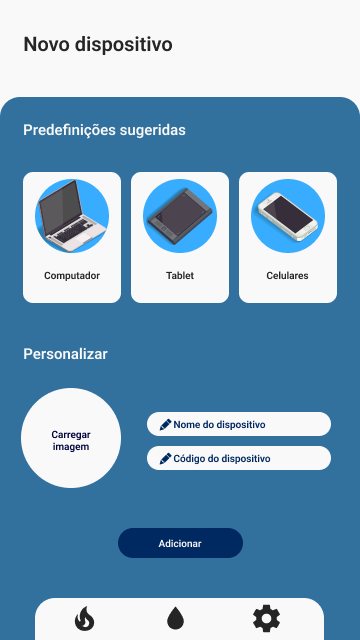 Novo dispositivo
Predefinições sugeridas
Computador
Tablet
Celulares
Personalizar
Carregar
imagem
Nome do dispositivo
Código do dispositivo
Adicionar